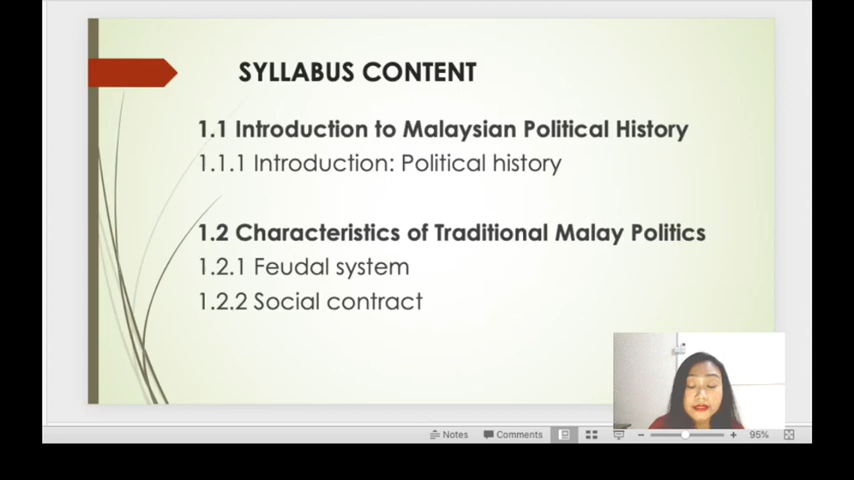 SYLLABUS CONTENT
1.1 Introduction to Malaysian Political History
1.1.1 Introduction: Political history
1.2 Characteristics of Traditional Malay Politics
1.2.1 Feudal system
1.2.2 Social contract
Notes Comments 95%